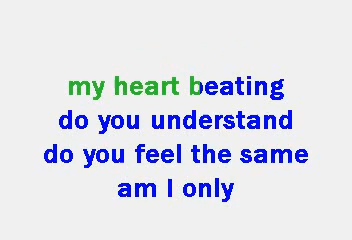 my heart beating
do you understand
do you feel the same
am I only